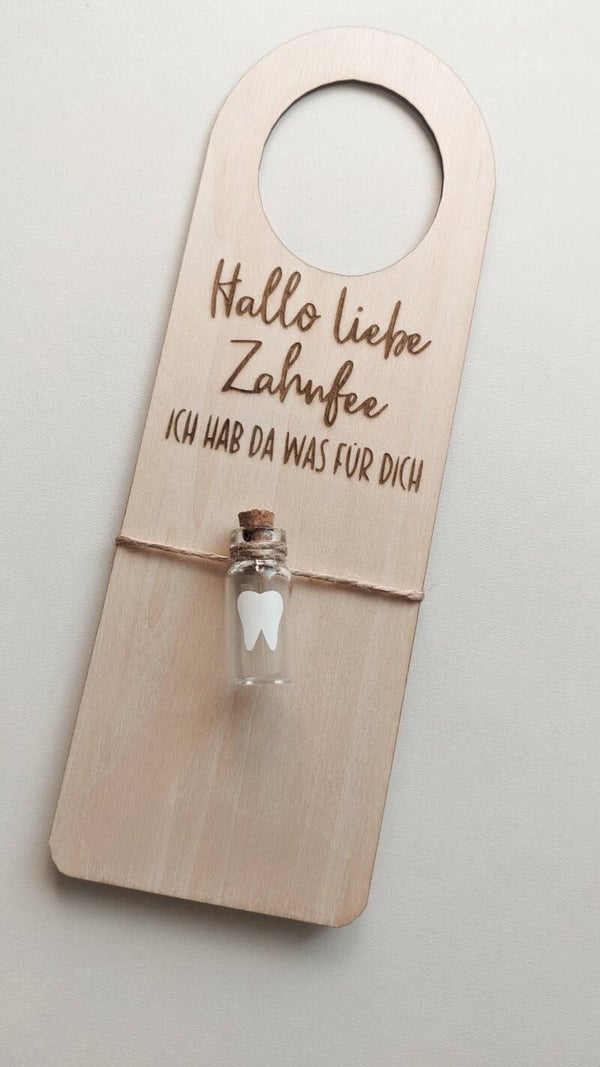 Hallo liebe
Zahnfee
ICH HAB DA WAS FÜR DICH